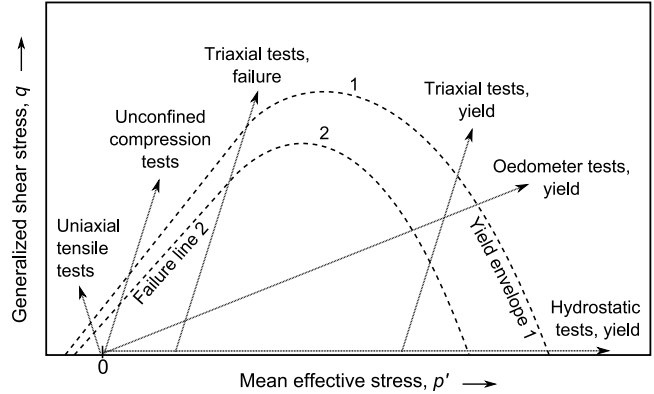 Generalized shear stress, q
Triaxial tests,
failure
1
Triaxial tests,
yield
Unconfined
compression
tests
2
Oedometer tests,
yield
Uniaxial
tensile
tests
Failure line 2
Yield envelope 1
Hydrostatic
tests, yield
0
Mean effective stress, p'